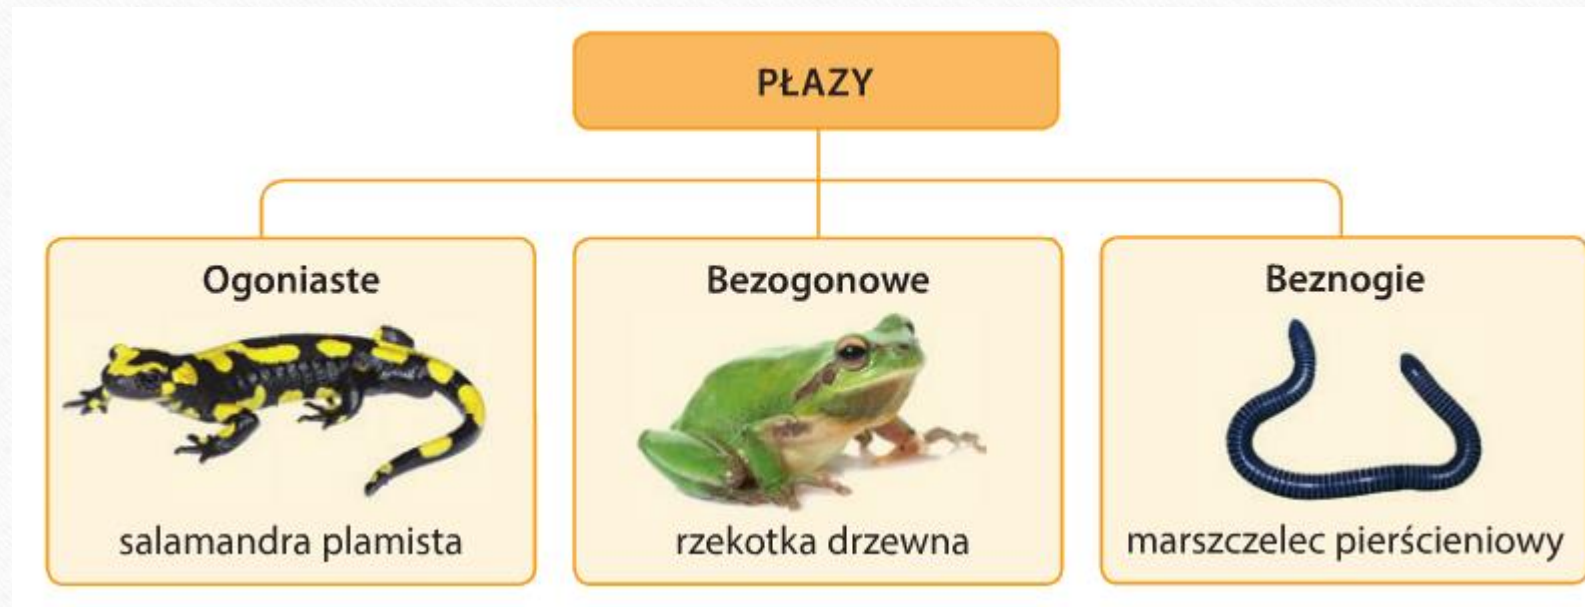 PŁAZY
Ogoniaste
salamandra plamista
Bezogonowe
rzekotka drzewna
Beznogie
marszczelec pierścieniowy